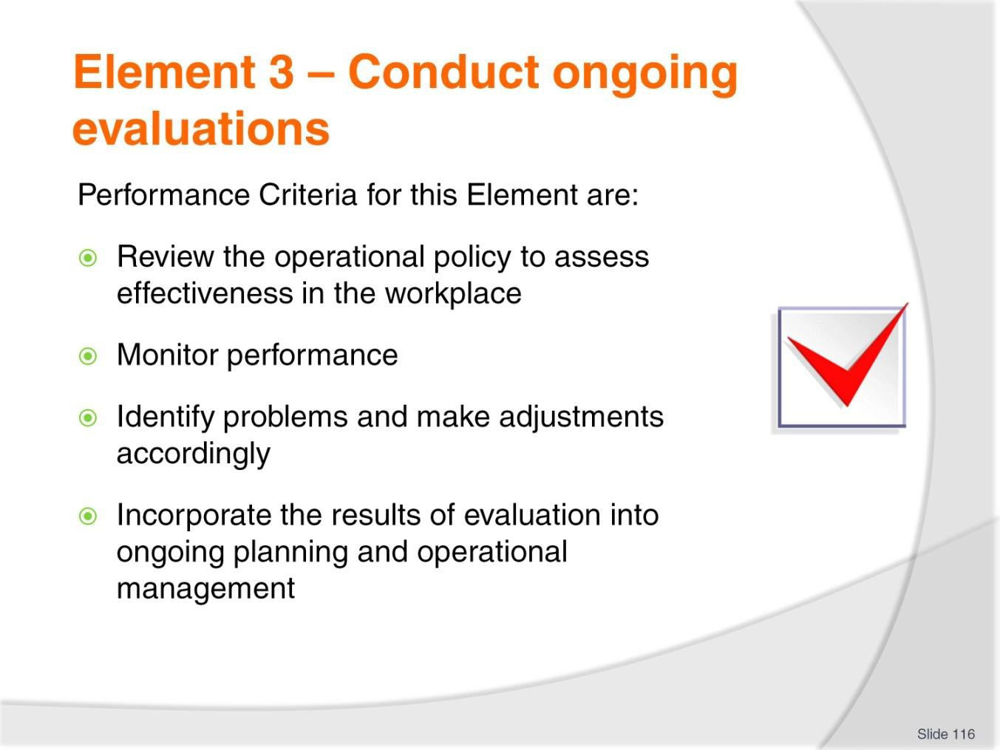 Element 3 – Conduct ongoing
evaluations
Performance Criteria for this Element are:
Review the operational policy to assess
effectiveness in the workplace
Monitor performance
Identify problems and make adjustments
accordingly
Incorporate the results of evaluation into
ongoing planning and operational
management
Slide 116